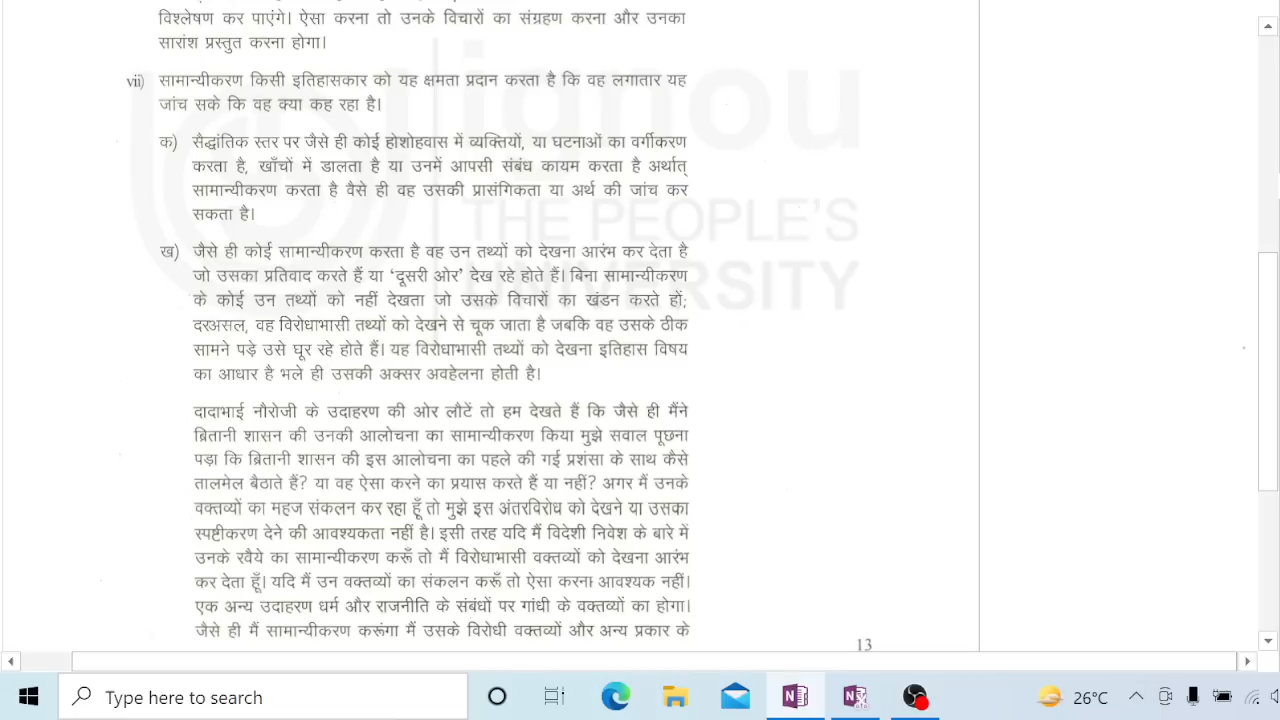 विश्लेषण कर पाएंगे। ऐसा करना तो उनके विचारों का संग्रहण करना और उनका
सारांश प्रस्तुत करना होगा।
vii) सामान्यीकरण किसी इतिहासकार को यह क्षमता प्रदान करता है कि वह लगातार यह
जांच सके कि वह क्या कह रहा है।
क) सैद्धांतिक स्तर पर जैसे ही कोई होशोहवास में व्यक्तियों, या घटनाओं का वर्गीकरण
करता है, खाँचों में डालता है या उनमें आपसी संबंध कायम करता है अर्थात्
सामान्यीकरण करता है वैसे ही वह उसकी प्रासंगिकता या अर्थ की जांच कर
सकता है।
ख) जैसे ही कोई सामान्यीकरण करता है वह उन तथ्यों को देखना आरंभ कर देता है
जो उसका प्रतिवाद करते हैं या ‘दूसरी ओर’ देख रहे होते हैं। बिना सामान्यीकरण
के कोई उन तथ्यों को नहीं देखता जो उसके विचारों का खंडन करते हों;
दरअसल, वह विरोधाभासी तथ्यों को देखने से चूक जाता है जबकि वह उसके ठीक
सामने पड़े उसे घूर रहे होते हैं। यह विरोधाभासी तथ्यों को देखना इतिहास विषय
का आधार है भले ही उसकी अक्सर अवहेलना होती है।
दादाभाई नौरोजी के उदाहरण की ओर लौटें तो हम देखते हैं कि जैसे ही मैंने
ब्रितानी शासन की उनकी आलोचना का सामान्यीकरण किया मुझे सवाल पूछना
पड़ा कि ब्रितानी शासन की इस आलोचना का पहले की गई प्रशंसा के साथ कैसे
तालमेल बैठाते हैं? या वह ऐसा करने का प्रयास करते हैं या नहीं? अगर मैं उनके
वक्तव्यों का महज संकलन कर रहा हूँ तो मुझे इस अंतरविरोध को देखने या उसका
स्पष्टीकरण देने की आवश्यकता नहीं है। इसी तरह यदि मैं विदेशी निवेश के बारे में
उनके रवैये का सामान्यीकरण करूँ तो मैं विरोधाभासी वक्तव्यों को देखना आरंभ
कर देता हूँ। यदि मैं उन वक्तव्यों का संकलन करूँ तो ऐसा करना आवश्यक नहीं।
एक अन्य उदाहरण धर्म और राजनीति के संबंधों पर गांधी के वक्तव्यों का होगा।
जैसे ही मैं सामान्यीकरण करूंगा मैं उसके विरोधी वक्तव्यों और अन्य प्रकार के
13
ignou
THE PEOPLE'S
UNIVERSITY
Type here to search
26°C